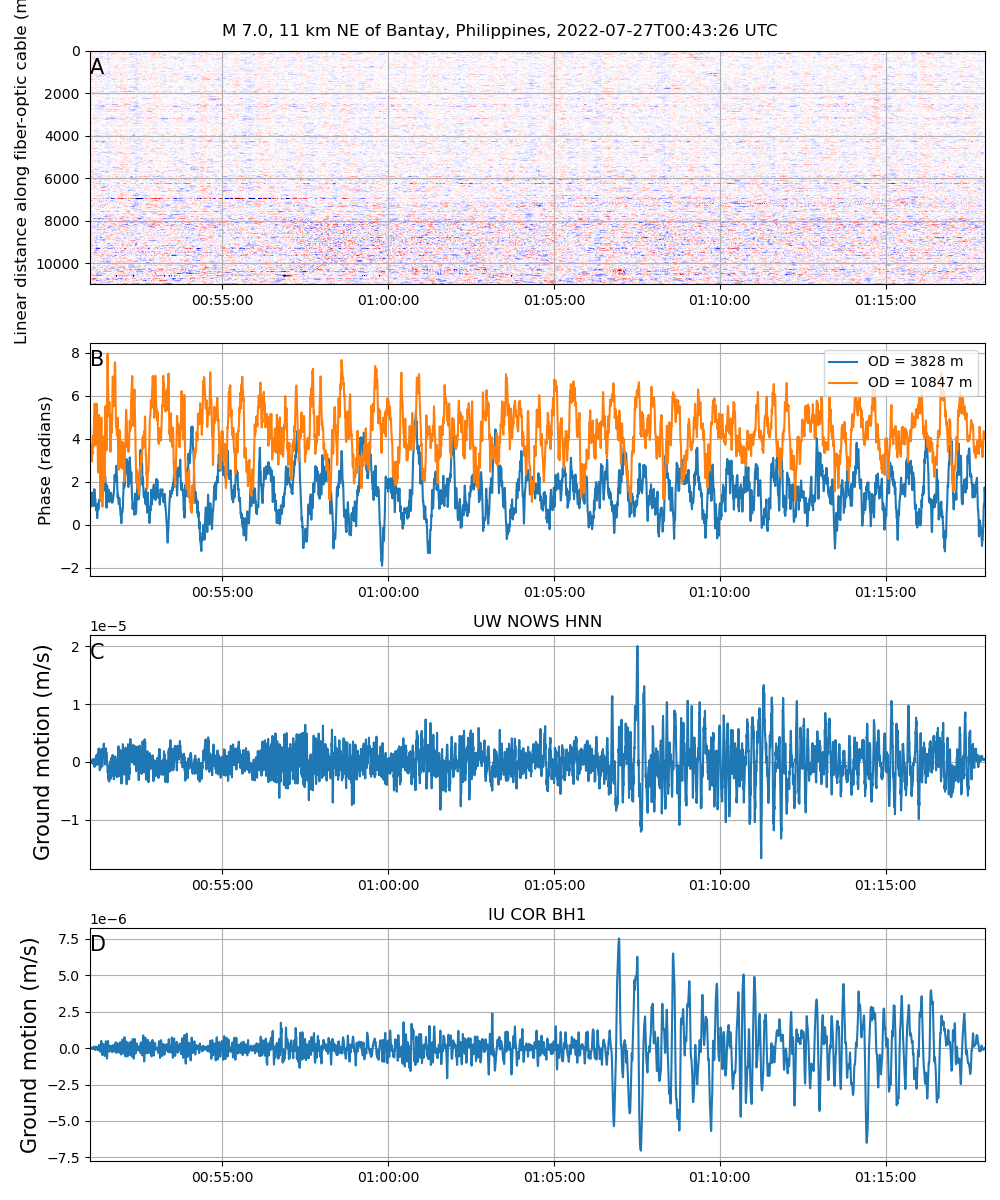 M 7.0, 11 km NE of Bantay, Philippines, 2022-07-27T00:43:26 UTC
Linear distance along fiber-optic cable (m
A
0
2000
4000
6000
8000
10000
00:55:00 01:00:00 01:05:00 01:10:00 01:15:00
B
Phase (radians)
8
6
4
2
0
−2
OD = 3828 m
OD = 10847 m
00:55:00 01:00:00 01:05:00 01:10:00 01:15:00
UW NOWS HNN
1e−5
C
Ground motion (m/s)
2
1
0
−1
00:55:00 01:00:00 01:05:00 01:10:00 01:15:00
IU COR BH1
1e−6
D
Ground motion (m/s)
7.5
5.0
2.5
0.0
−2.5
−5.0
−7.5
00:55:00 01:00:00 01:05:00 01:10:00 01:15:00